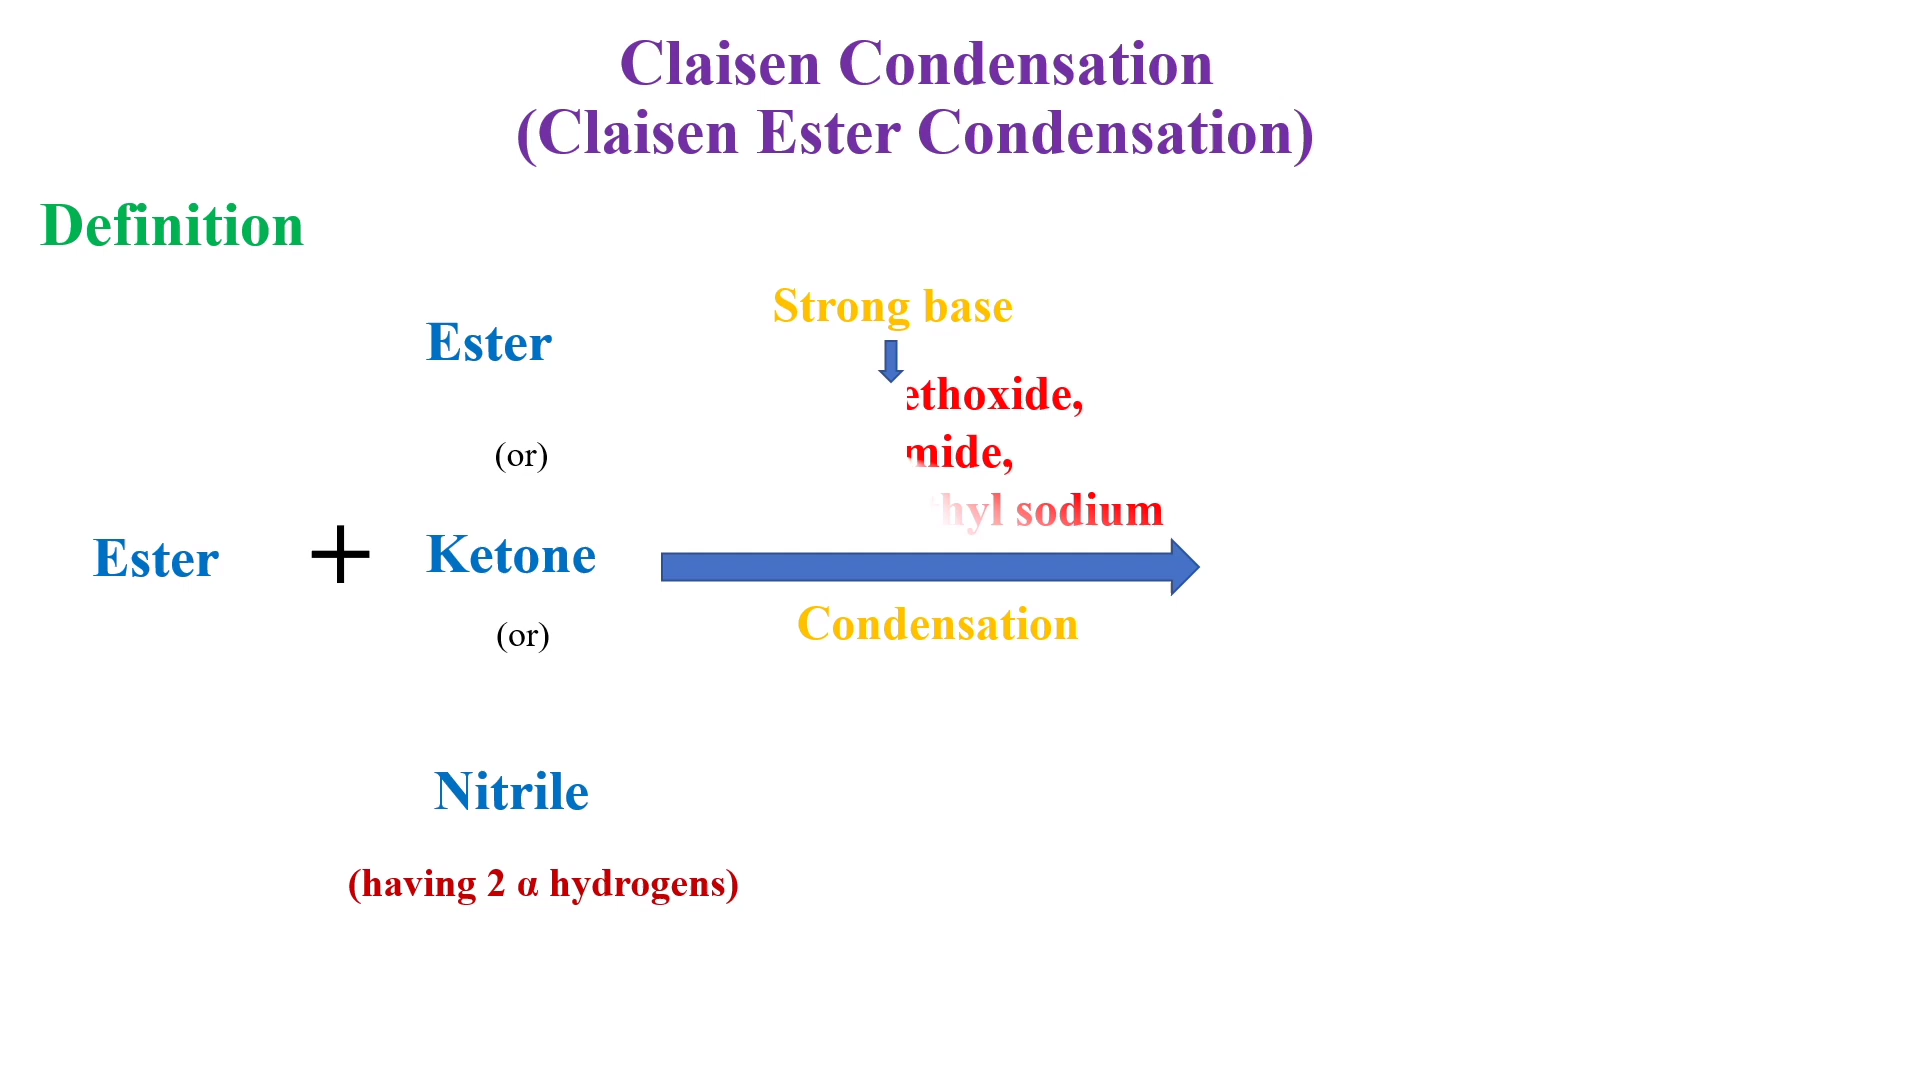 Claisen Condensation
(Claisen Ester Condensation)
Definition
Strong base
Ester
ethoxide,
mide,
(or)
hyl sodium
Ester + Ketone
Condensation
(or)
Nitrile
(having 2 α hydrogens)